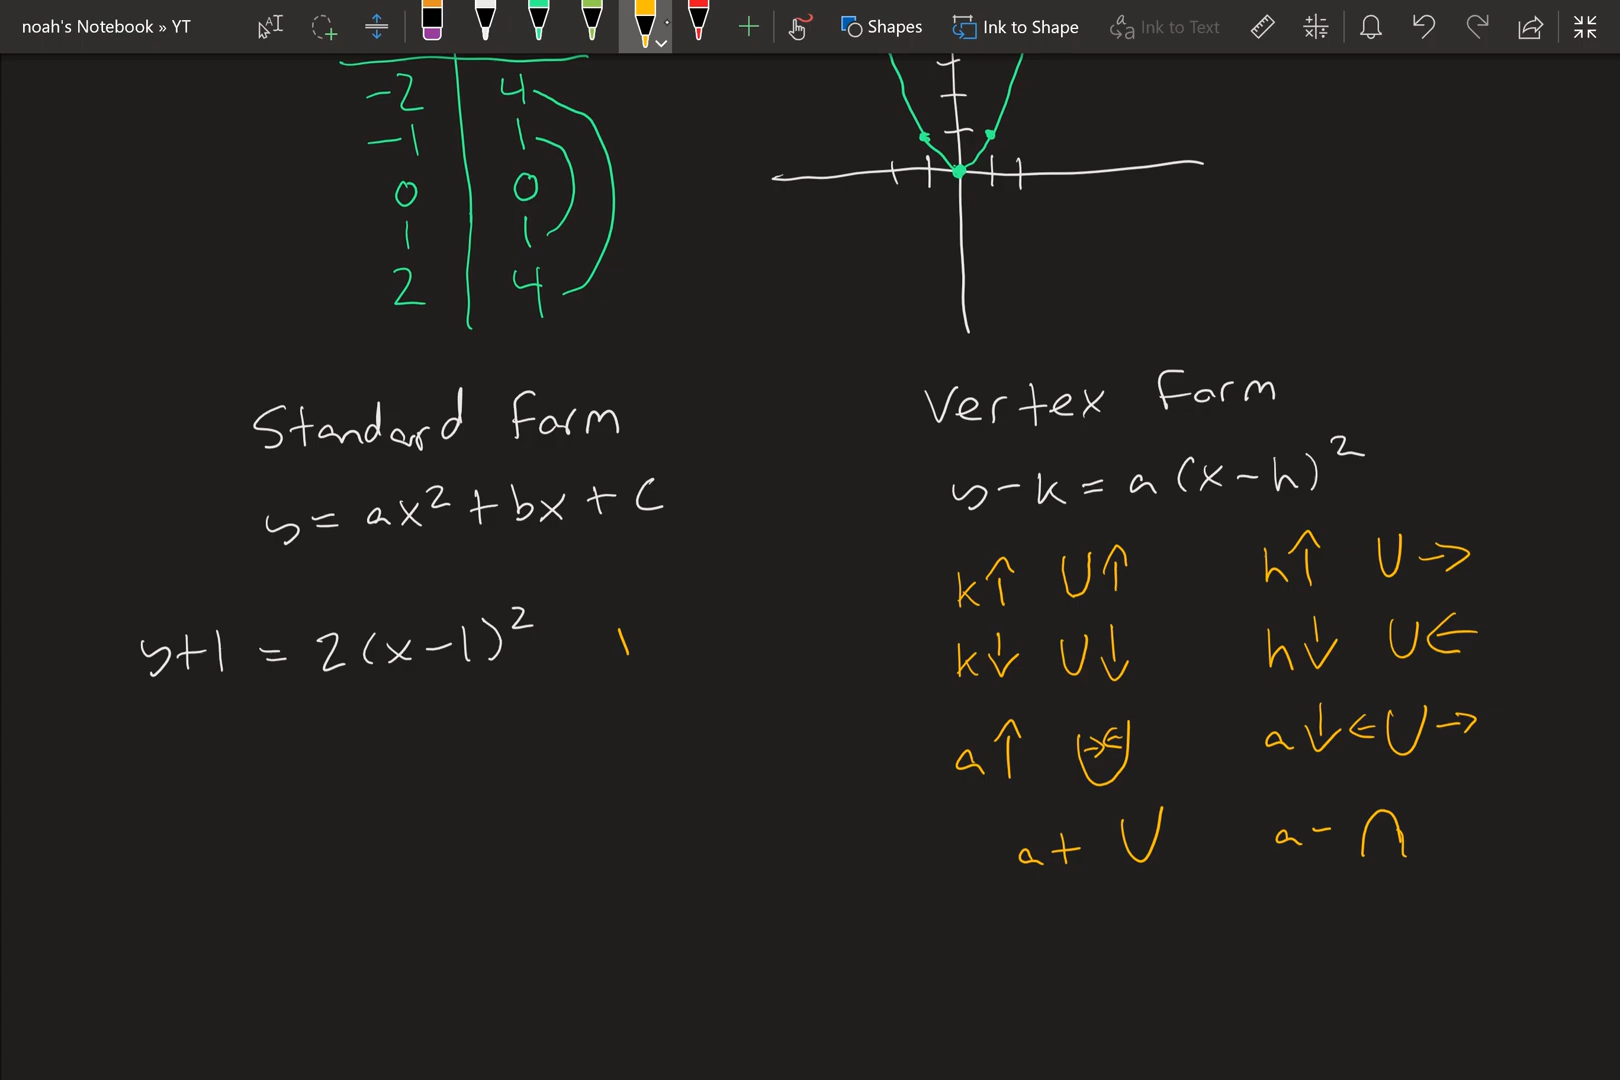 noah's Notebook » YT
Shapes
Ink to Shape
Ink to Text
-2 4
-1 1
0 0
1 1
2 4
Standard Form
y = ax² + bx + c
y+1 = 2(x-1)²
Vertex Form
y-k = a(x-h)²
k↑ U↑ h↑ U→
k↓ U↓ h↓ U←
a↑ →U← a↓ ←U→
a+ U a- ∩